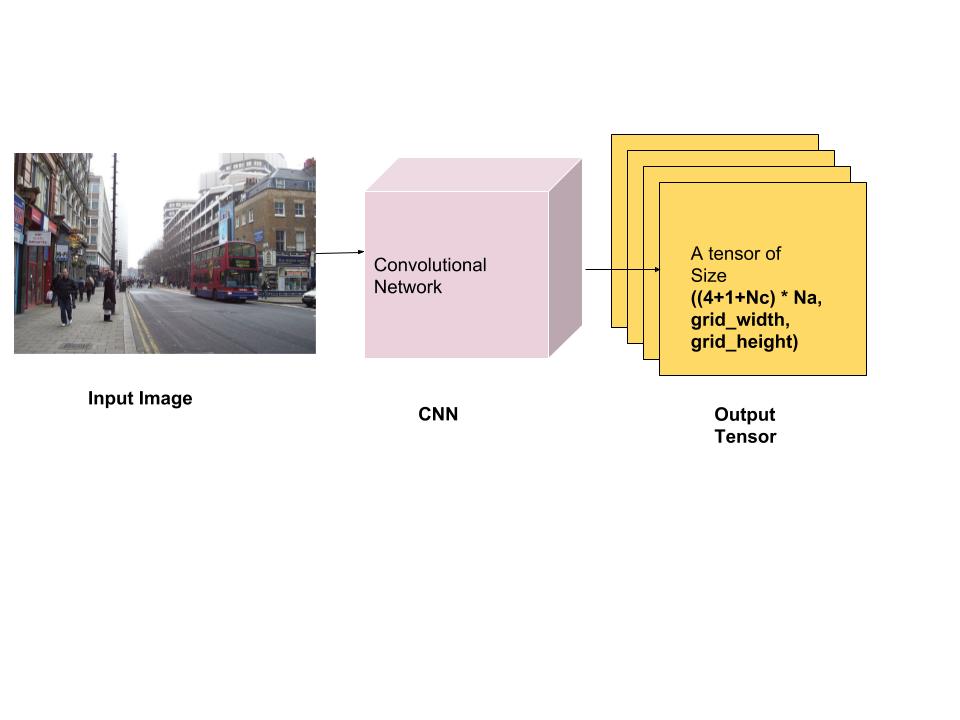 Convolutional
Network
A tensor of
Size
((4+1+Nc) * Na,
grid_width,
grid_height)
Input Image
CNN
Output
Tensor